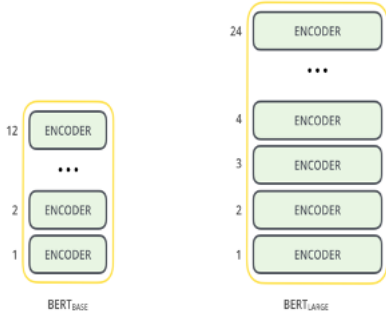 24 ENCODER
...
4 ENCODER
3 ENCODER
2 ENCODER
1 ENCODER
BERTLARGE
12 ENCODER
...
2 ENCODER
1 ENCODER
BERTBASE